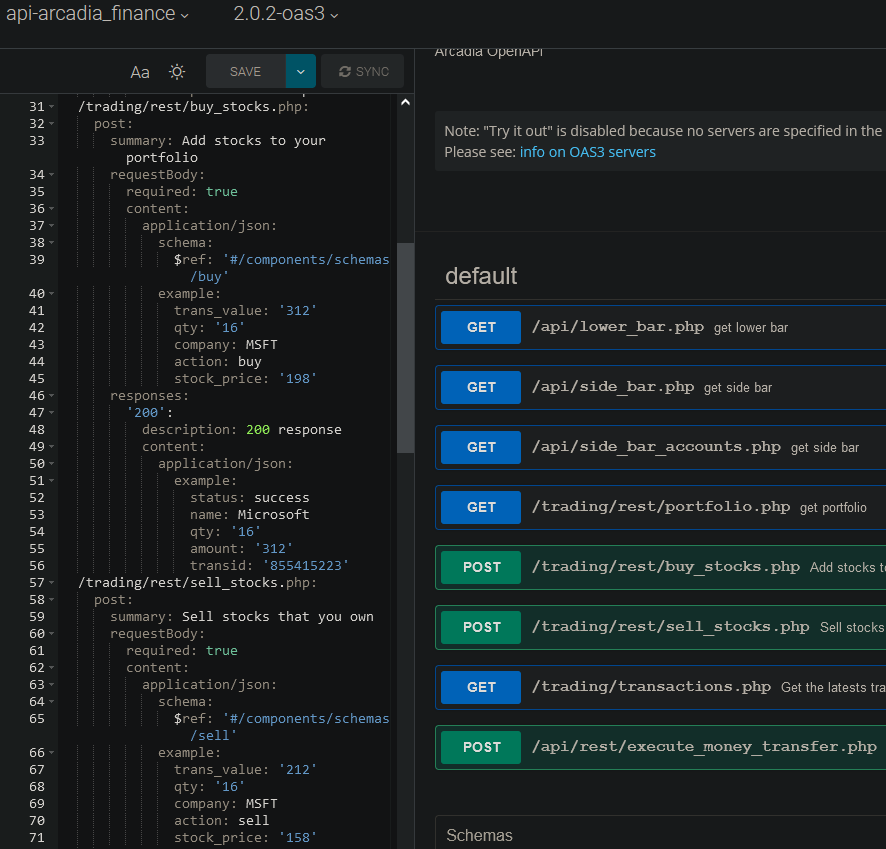 api-arcadia_finance
2.0.2-oas3
Aa
SAVE
SYNC
31 /trading/rest/buy_stocks.php:
32 post:
33 summary: Add stocks to your
portfolio
34 requestBody:
35 required: true
36 content:
37 application/json:
38 schema:
39 $ref: '#/components/schemas
/buy'
40 example:
41 trans_value: '312'
42 qty: '16'
43 company: MSFT
44 action: buy
45 stock_price: '198'
46 responses:
47 '200':
48 description: 200 response
49 content:
50 application/json:
51 example:
52 status: success
53 name: Microsoft
54 qty: '16'
55 amount: '312'
56 transid: '855415223'
57 /trading/rest/sell_stocks.php:
58 post:
59 summary: Sell stocks that you own
60 requestBody:
61 required: true
62 content:
63 application/json:
64 schema:
65 $ref: '#/components/schemas
/sell'
66 example:
67 trans_value: '212'
68 qty: '16'
69 company: MSFT
70 action: sell
71 stock_price: '158'
Arcadia OpenAPI
Note: "Try it out" is disabled because no servers are specified in the
Please see: info on OAS3 servers
default
GET /api/lower_bar.php get lower bar
GET /api/side_bar.php get side bar
GET /api/side_bar_accounts.php get side bar
GET /trading/rest/portfolio.php get portfolio
POST /trading/rest/buy_stocks.php Add stocks to
POST /trading/rest/sell_stocks.php Sell stocks
GET /trading/transactions.php Get the latests tra
POST /api/rest/execute_money_transfer.php
Schemas